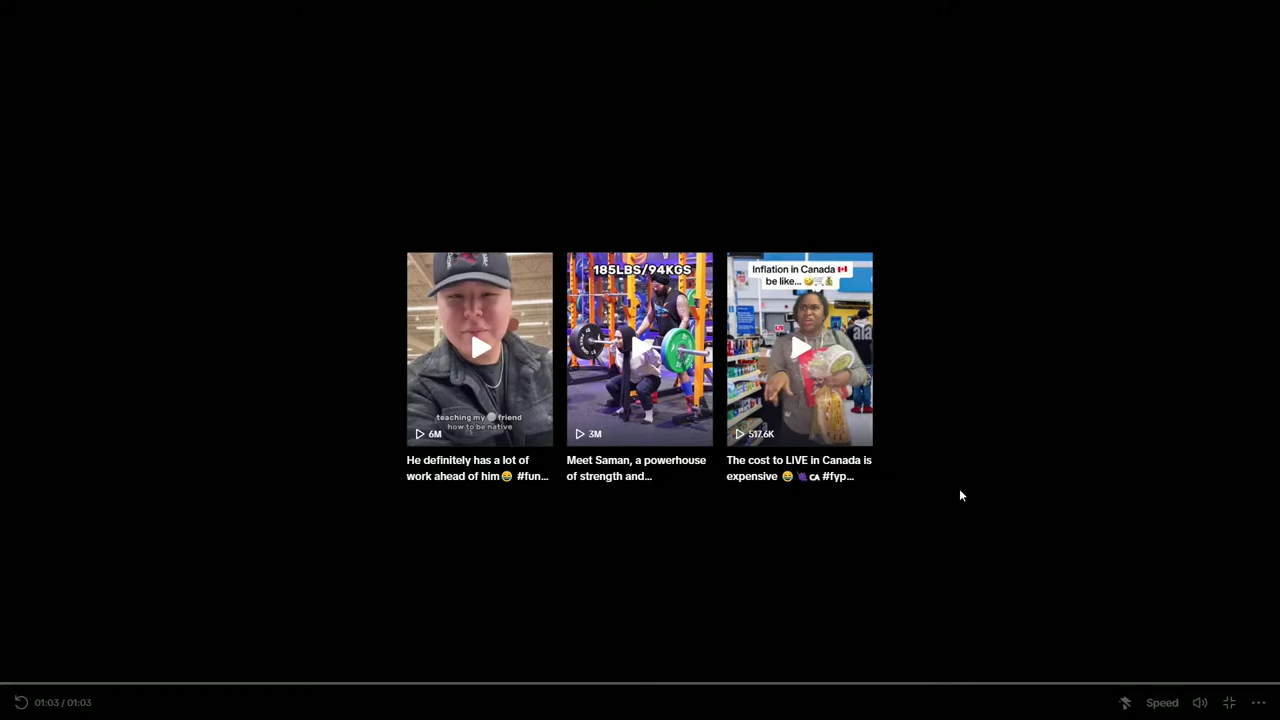 185LBS/94KGS
Inflation in Canada 🇨🇦
be like... 🤣🛒💰
teaching my friend
how to be native
6M
3M
517.6K
He definitely has a lot of
work ahead of him😂 #fun...
Meet Saman, a powerhouse
of strength and...
The cost to LIVE in Canada is
expensive 😂 🍇 CA #fyp...
01:03 / 01:03
Speed